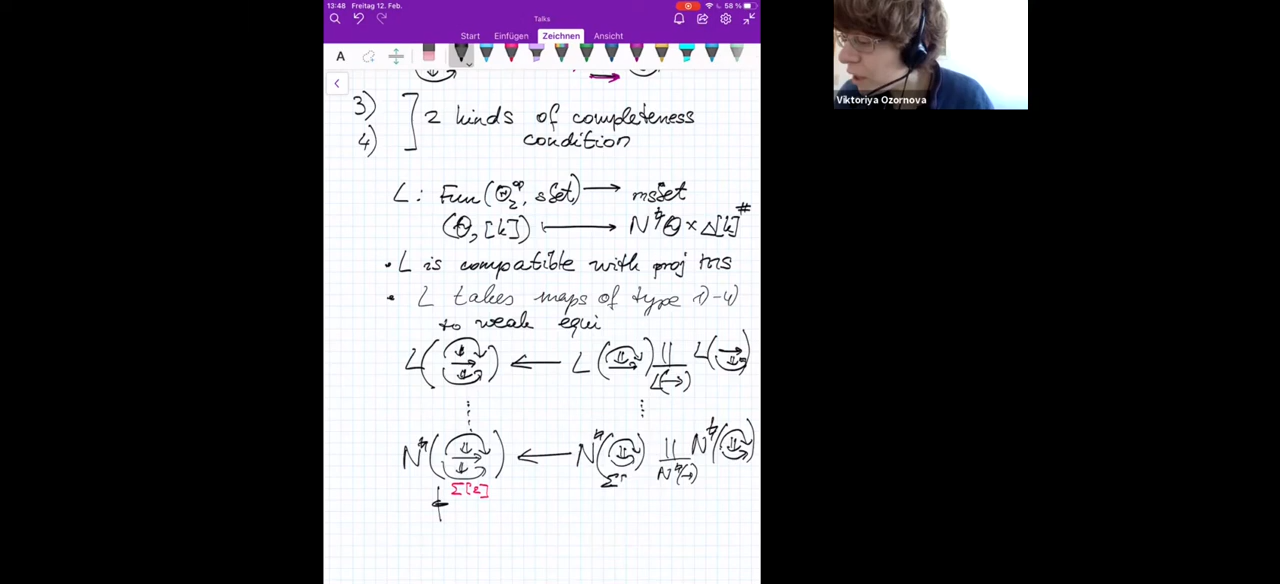 13:48 Freitag 12. Feb.
58 %
Talks
Start Einfügen Zeichnen Ansicht
A
Viktoriya Ozornova
3) ] 2 kinds of completeness
4) condition
L: Fun(Θ₂^op, sSet) → msSet
(Θ, [k]) ↦ N^♮Θ × Δ[k]^#
• L is compatible with proj ms
• L takes maps of type 1)-4)
to weak equi
L( ) ← L( ) ∐ L( )
L(→)
N^♮( ) ← N^♮( ) ∐ N^♮( )
Σ[2] N^♮(→)